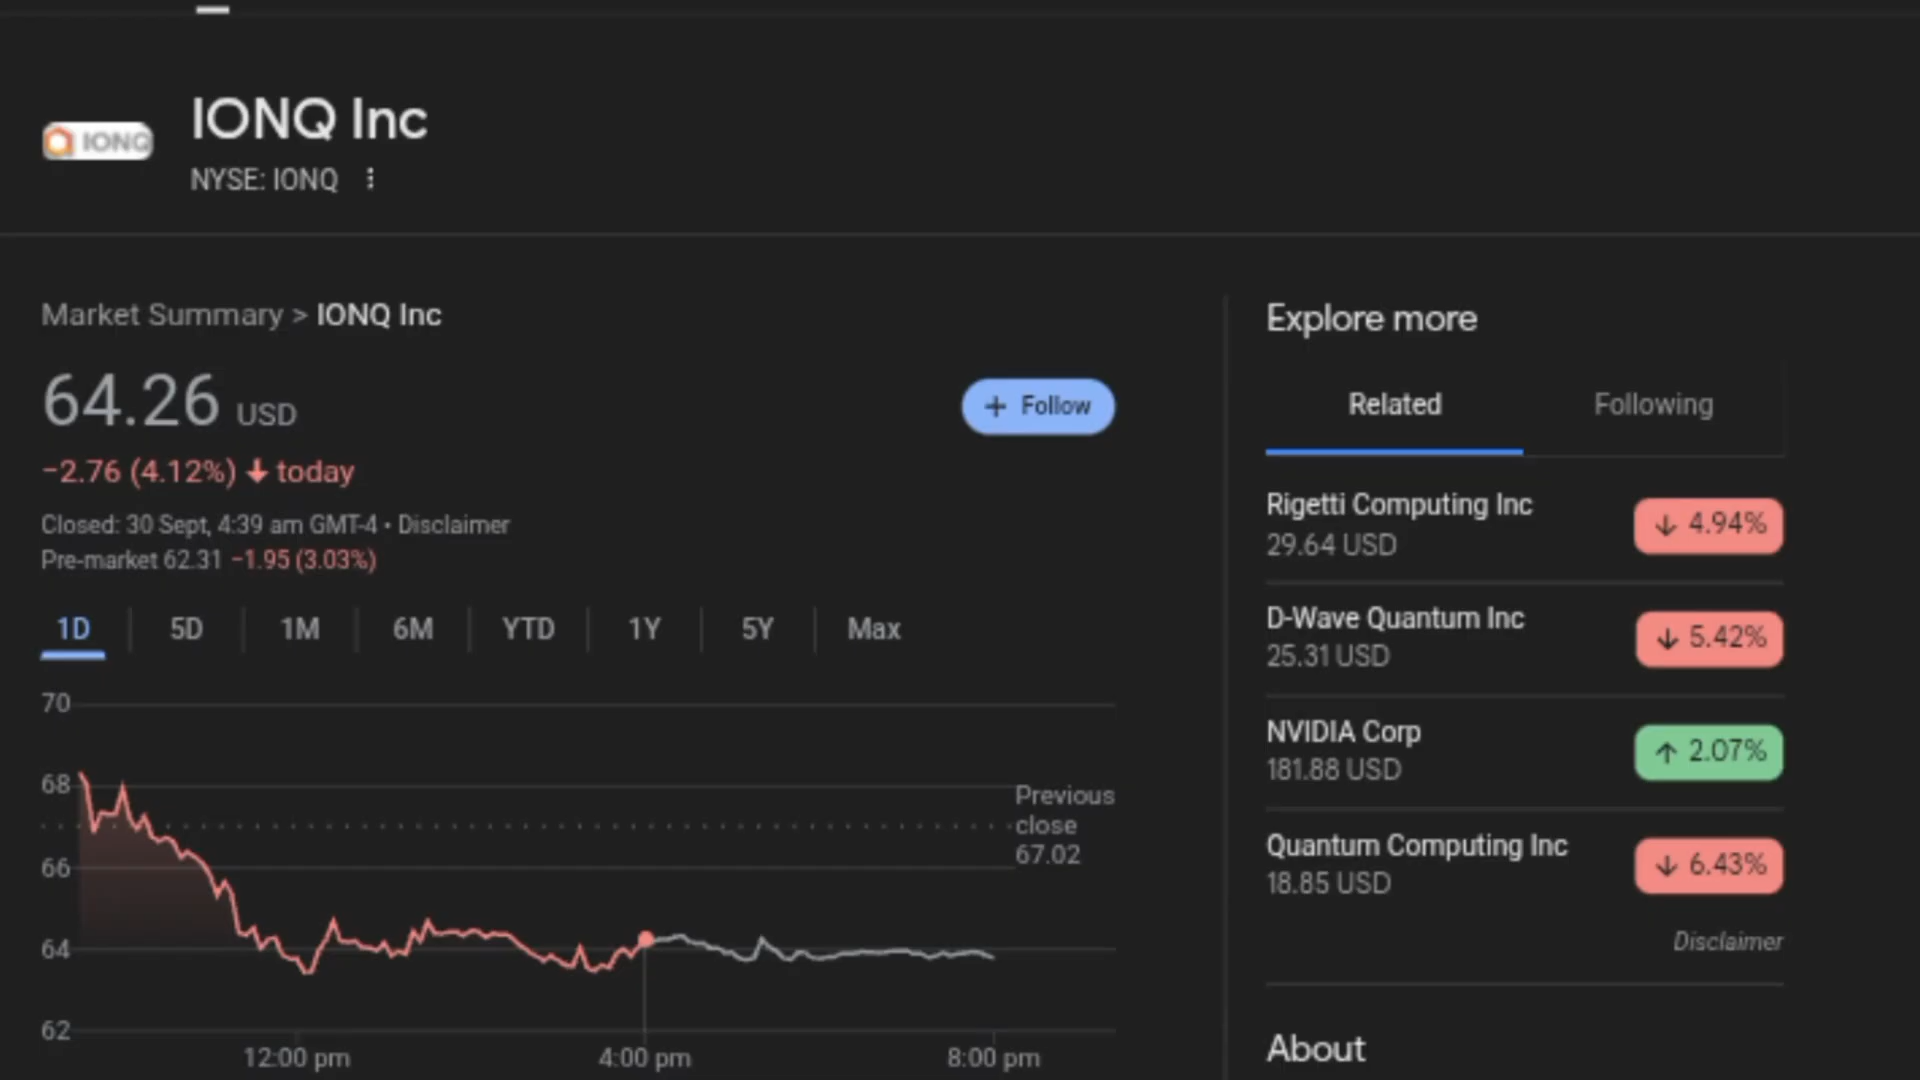 IONQ
IONQ Inc
NYSE: IONQ
Market Summary > IONQ Inc
64.26 USD
+ Follow
−2.76 (4.12%) ↓ today
Closed: 30 Sept, 4:39 am GMT-4 • Disclaimer
Pre-market 62.31 −1.95 (3.03%)
1D 5D 1M 6M YTD 1Y 5Y Max
70
68
66
64
62
Previous
close
67.02
12:00 pm 4:00 pm 8:00 pm
Explore more
Related Following
Rigetti Computing Inc
29.64 USD
↓ 4.94%
D-Wave Quantum Inc
25.31 USD
↓ 5.42%
NVIDIA Corp
181.88 USD
↑ 2.07%
Quantum Computing Inc
18.85 USD
↓ 6.43%
Disclaimer
About